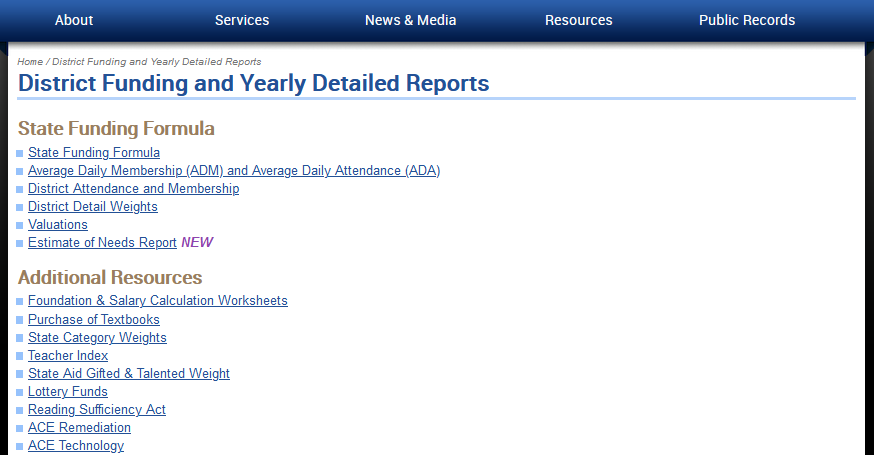 About Services News & Media Resources Public Records
Home / District Funding and Yearly Detailed Reports
District Funding and Yearly Detailed Reports
State Funding Formula
State Funding Formula
Average Daily Membership (ADM) and Average Daily Attendance (ADA)
District Attendance and Membership
District Detail Weights
Valuations
Estimate of Needs Report NEW
Additional Resources
Foundation & Salary Calculation Worksheets
Purchase of Textbooks
State Category Weights
Teacher Index
State Aid Gifted & Talented Weight
Lottery Funds
Reading Sufficiency Act
ACE Remediation
ACE Technology